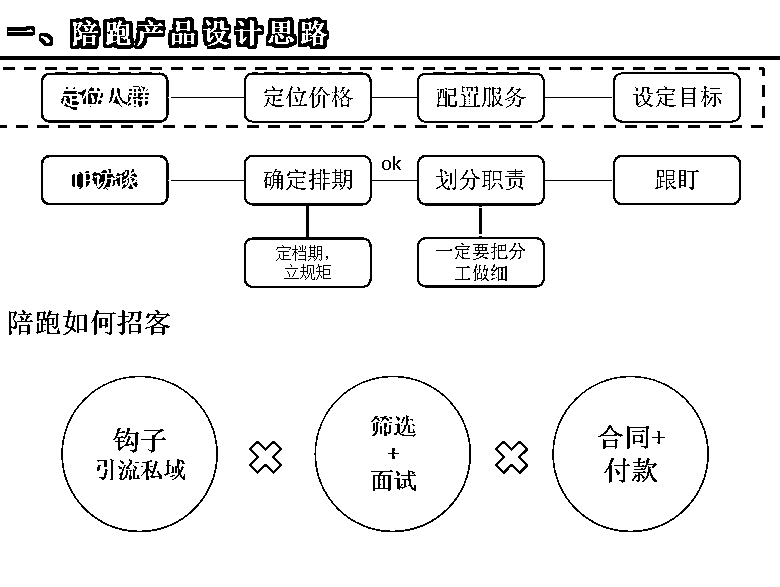 一、陪跑产品设计思路
定位人群
定位价格
配置服务
设定目标
确定排期
ok
划分职责
跟盯
定档期，
立规矩
一定要把分
工做细
陪跑如何招客
钩子
引流私域
筛选
+
面试
合同+
付款